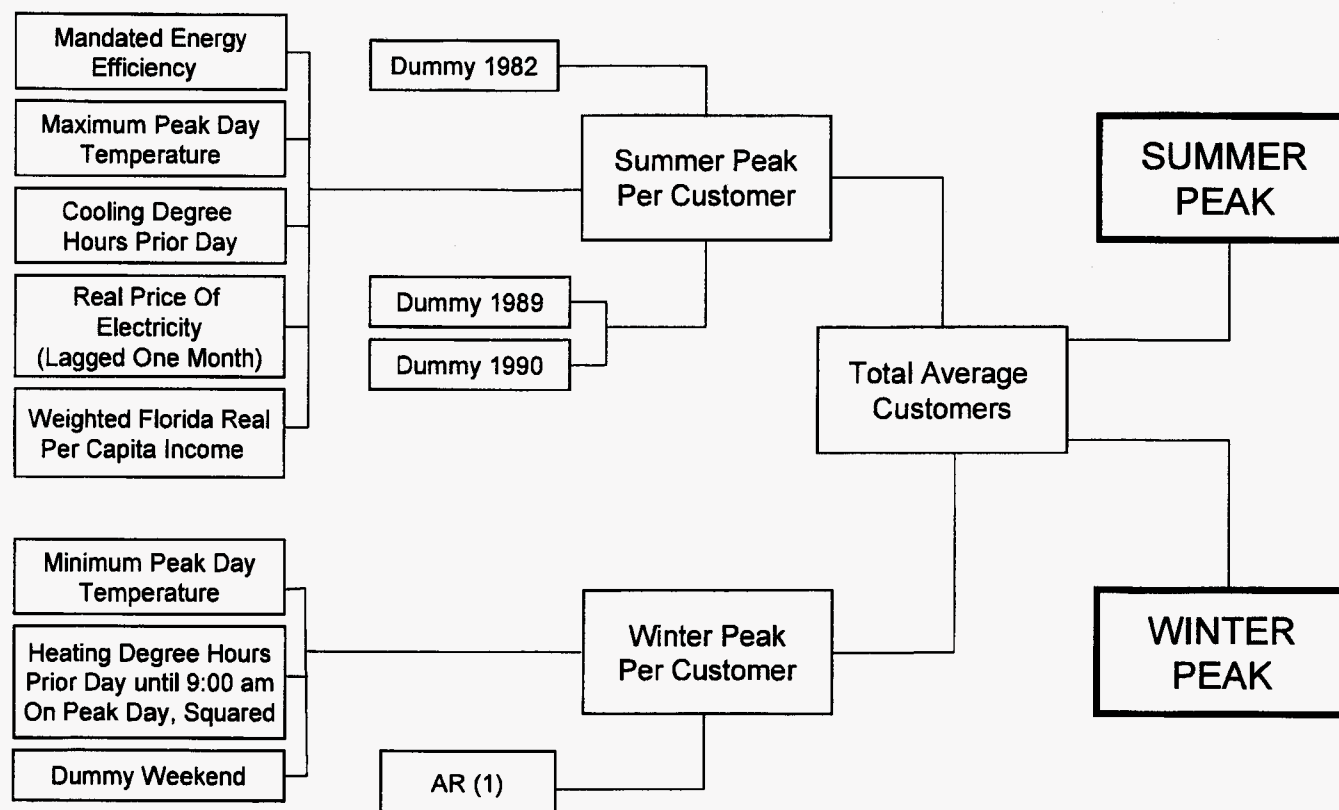 Mandated Energy
Efficiency
Maximum Peak Day
Temperature
Cooling Degree
Hours Prior Day
Real Price Of
Electricity
(Lagged One Month)
Weighted Florida Real
Per Capita Income
Dummy 1982
Summer Peak
Per Customer
Dummy 1989
Dummy 1990
SUMMER
PEAK
Total Average
Customers
Minimum Peak Day
Temperature
Heating Degree Hours
Prior Day until 9:00 am
On Peak Day, Squared
Dummy Weekend
Winter Peak
Per Customer
AR (1)
WINTER
PEAK